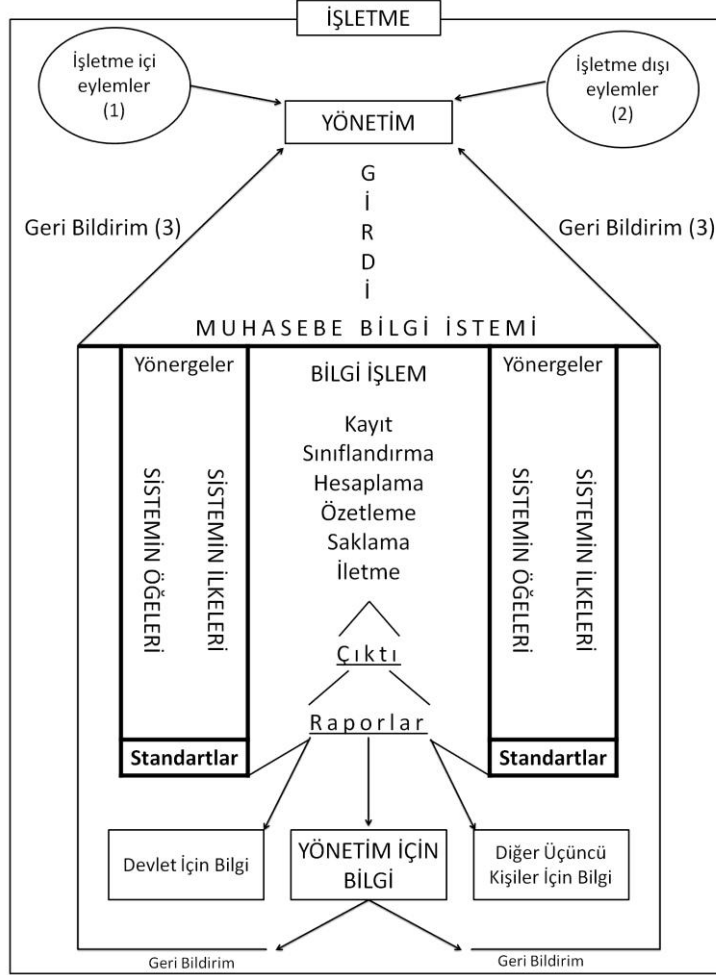 İŞLETME
İşletme içi
eylemler
(1)
İşletme dışı
eylemler
(2)
YÖNETİM
G
İ
R
D
İ
Geri Bildirim (3)
Geri Bildirim (3)
MUHASEBE BİLGİ İSTEMİ
Yönergeler
SİSTEMİN ÖĞELERİ
SİSTEMİN İLKELERİ
Standartlar
BİLGİ İŞLEM
Kayıt
Sınıflandırma
Hesaplama
Özetleme
Saklama
İletme
Çıktı
Raporlar
Yönergeler
SİSTEMİN ÖĞELERİ
SİSTEMİN İLKELERİ
Standartlar
Devlet İçin Bilgi
YÖNETİM İÇİN
BİLGİ
Diğer Üçüncü
Kişiler İçin Bilgi
Geri Bildirim
Geri Bildirim